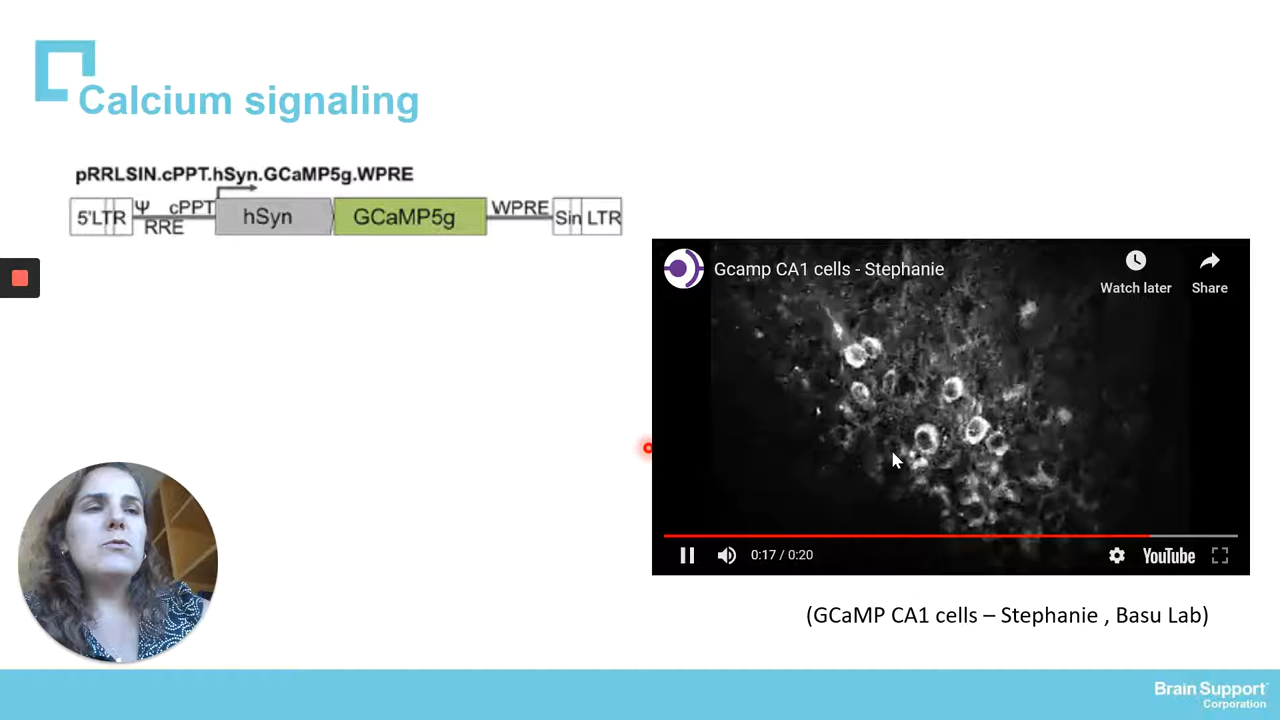 Calcium signaling
pRRLSIN.cPPT.hSyn.GCaMP5g.WPRE
5'LTR Ψ RRE cPPT hSyn GCaMP5g WPRE Sin LTR
Gcamp CA1 cells - Stephanie
Watch later Share
0:17 / 0:20 YouTube
(GCaMP CA1 cells – Stephanie , Basu Lab)
Brain Support
Corporation